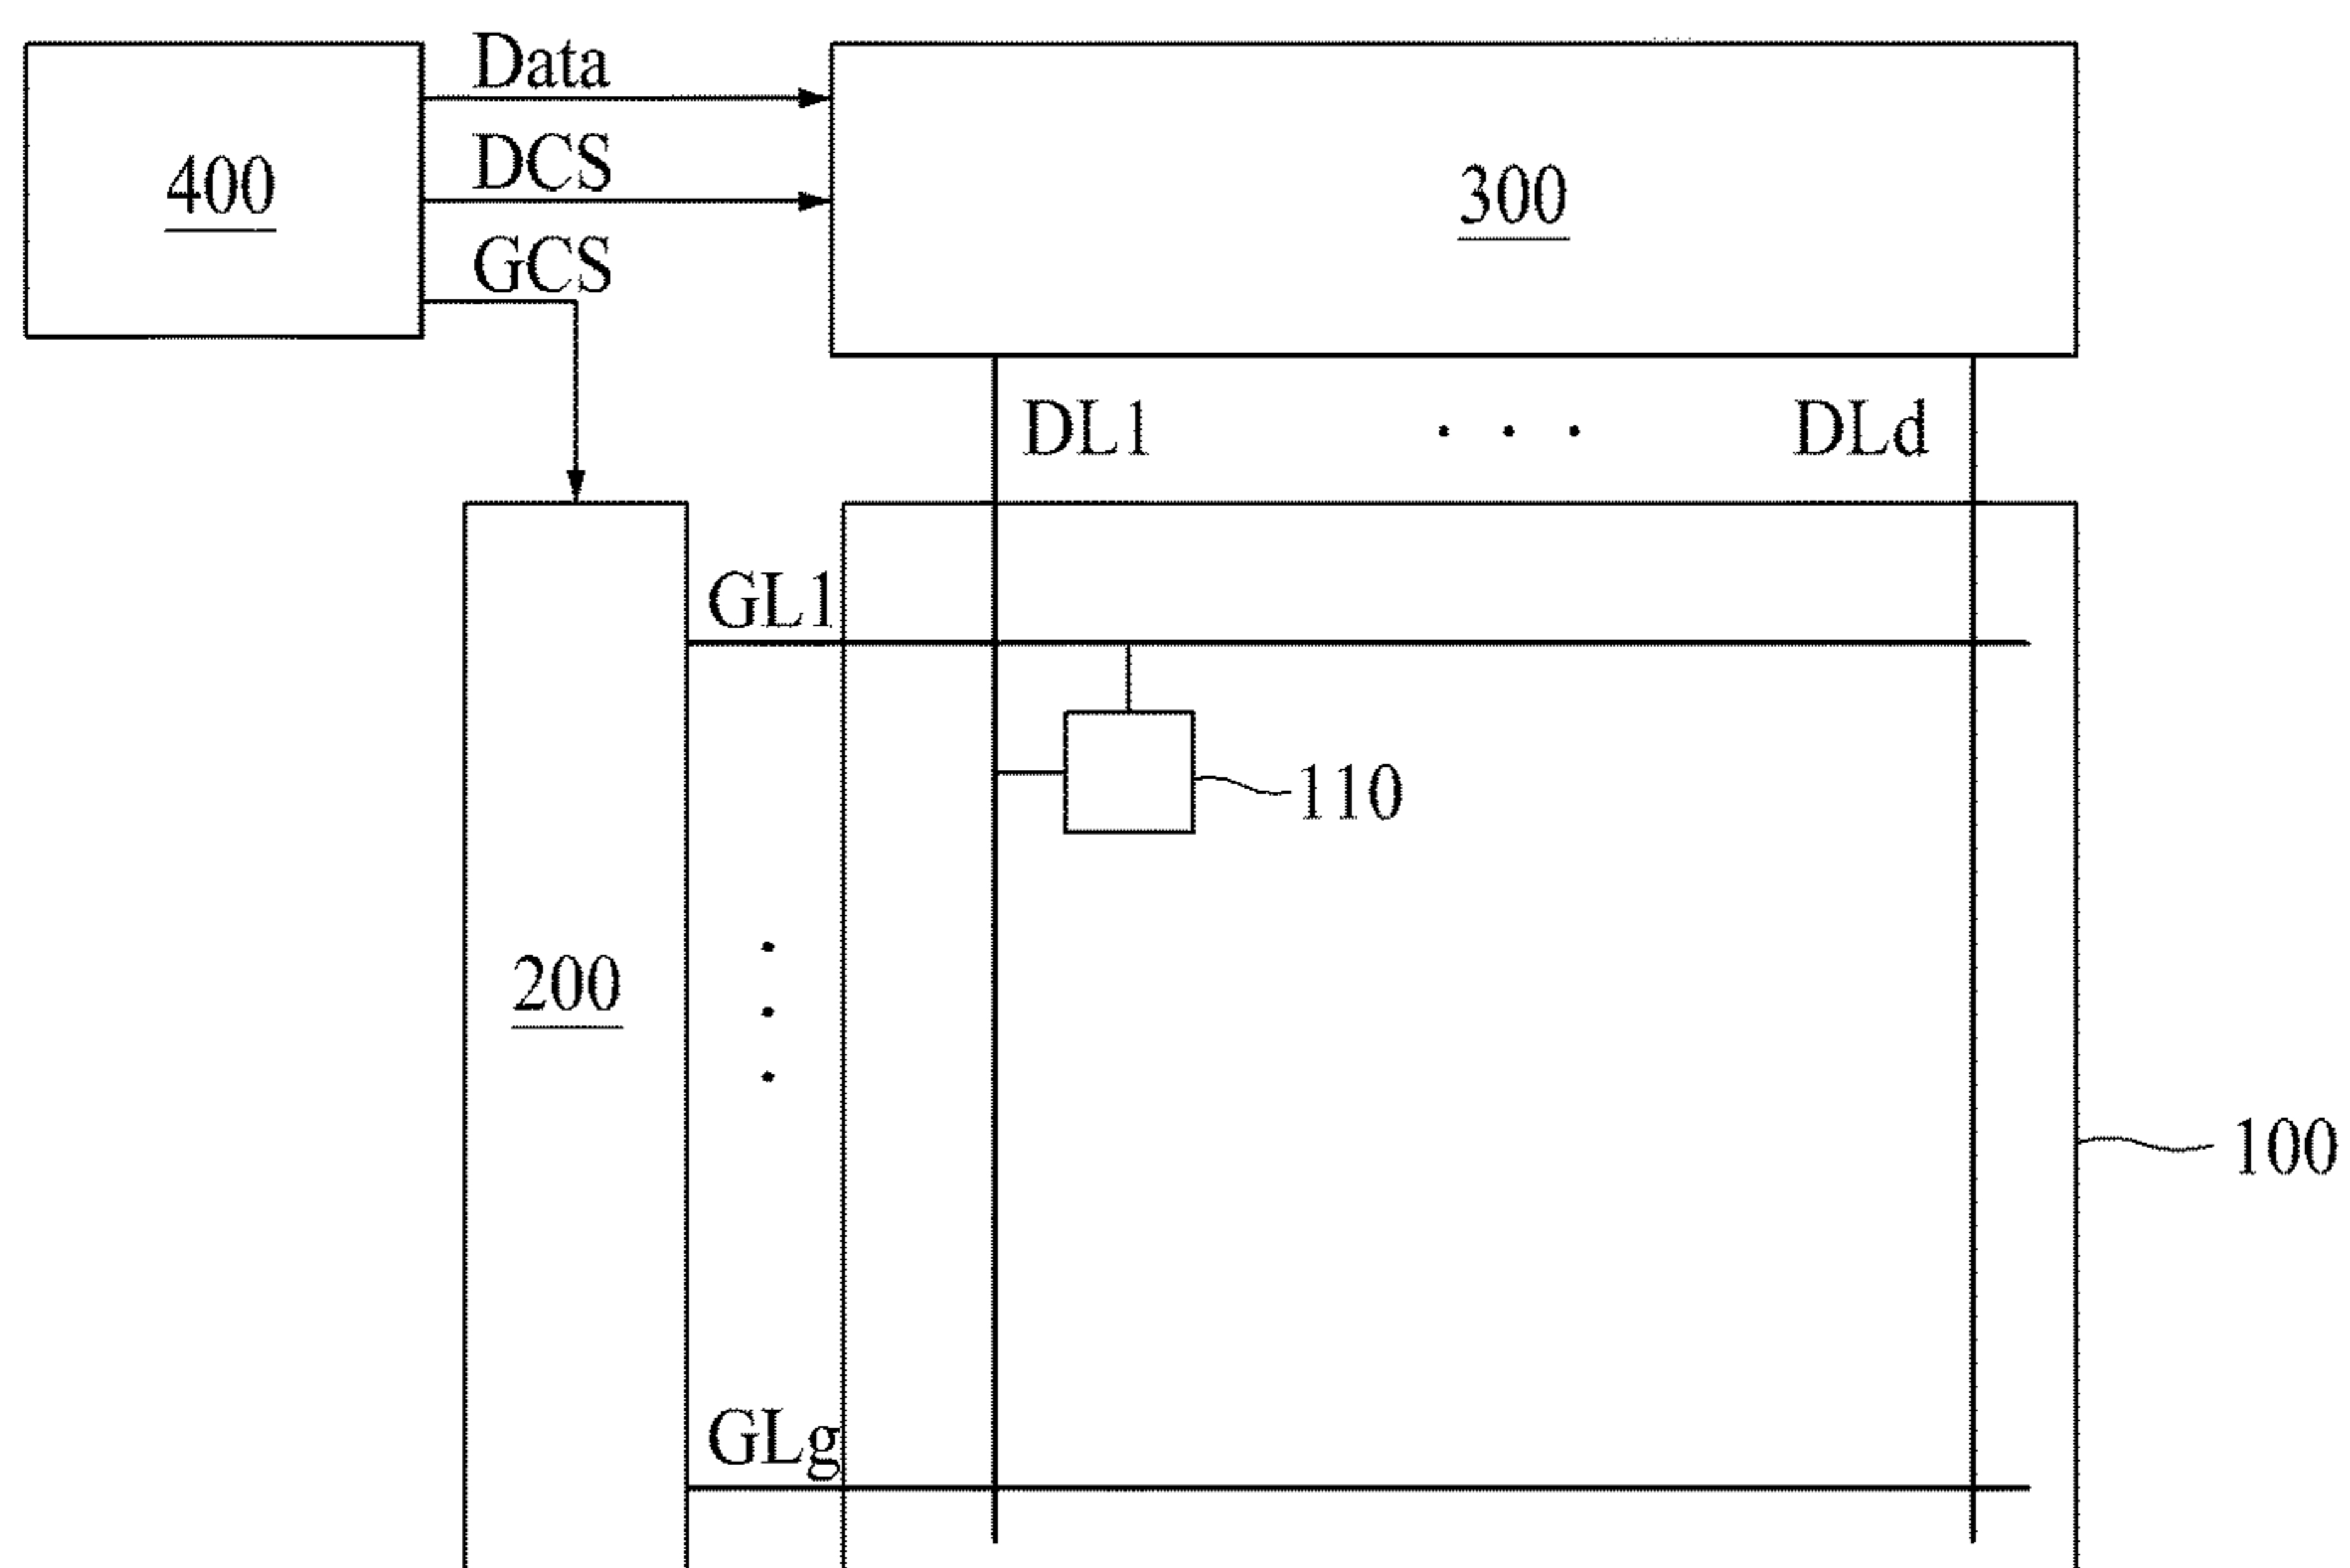 Data
400
DCS
300
GCS
DL1 . . . DLd
GL1
110
200
100
GLg